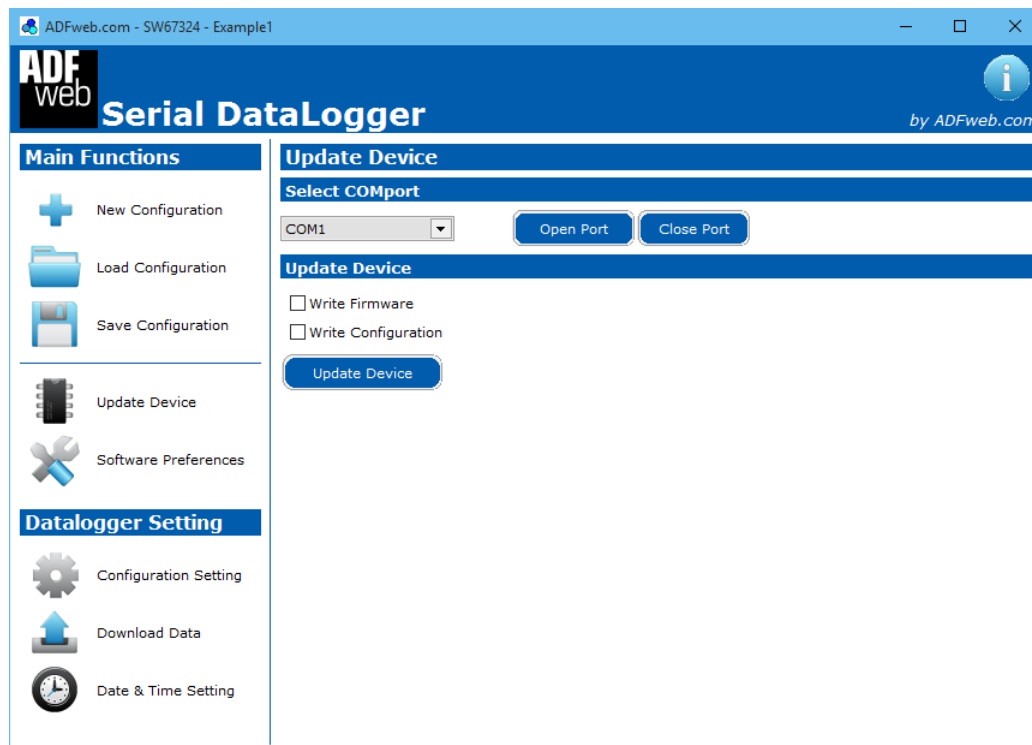 ADFweb.com - SW67324 - Example1
ADF
web
Serial DataLogger
i
by ADFweb.com
Main Functions
New Configuration
Load Configuration
Save Configuration
Update Device
Software Preferences
Datalogger Setting
Configuration Setting
Download Data
Date & Time Setting
Update Device
Select COMport
COM1
Open Port
Close Port
Update Device
Write Firmware
Write Configuration
Update Device